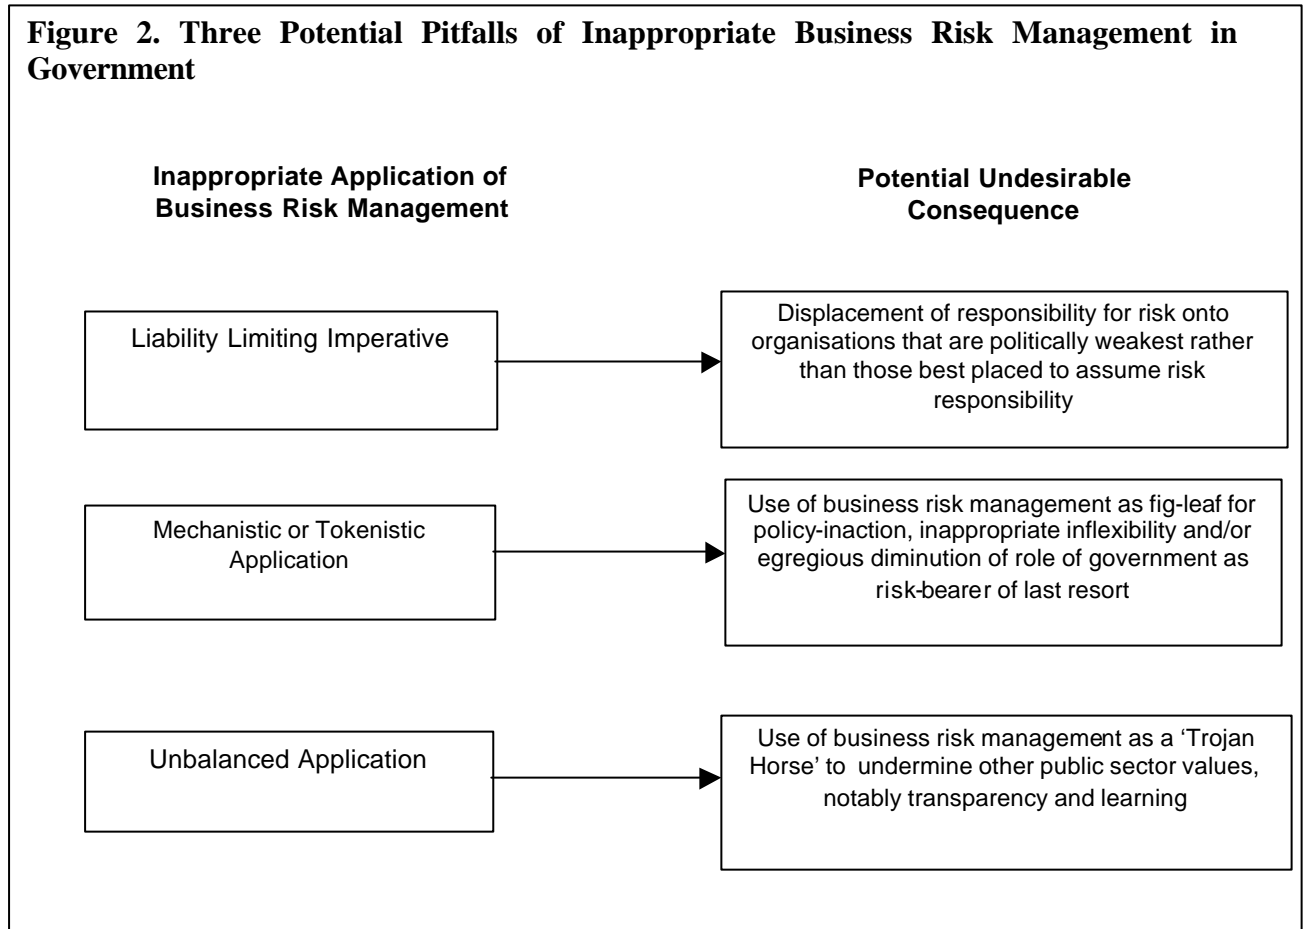 Figure 2. Three Potential Pitfalls of Inappropriate Business Risk Management in
Government
Inappropriate Application of
Business Risk Management
Potential Undesirable
Consequence
Liability Limiting Imperative
Displacement of responsibility for risk onto
organisations that are politically weakest rather
than those best placed to assume risk
responsibility
Mechanistic or Tokenistic
Application
Use of business risk management as fig-leaf for
policy-inaction, inappropriate inflexibility and/or
egregious diminution of role of government as
risk-bearer of last resort
Unbalanced Application
Use of business risk management as a ‘Trojan
Horse’ to undermine other public sector values,
notably transparency and learning